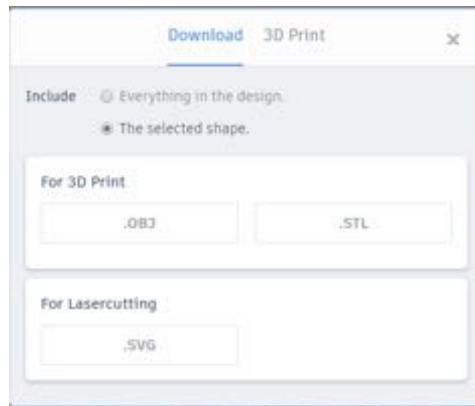 Download 3D Print ×
Include Everything in the design.
The selected shape.
For 3D Print
.OBJ .STL
For Lasercutting
.SVG